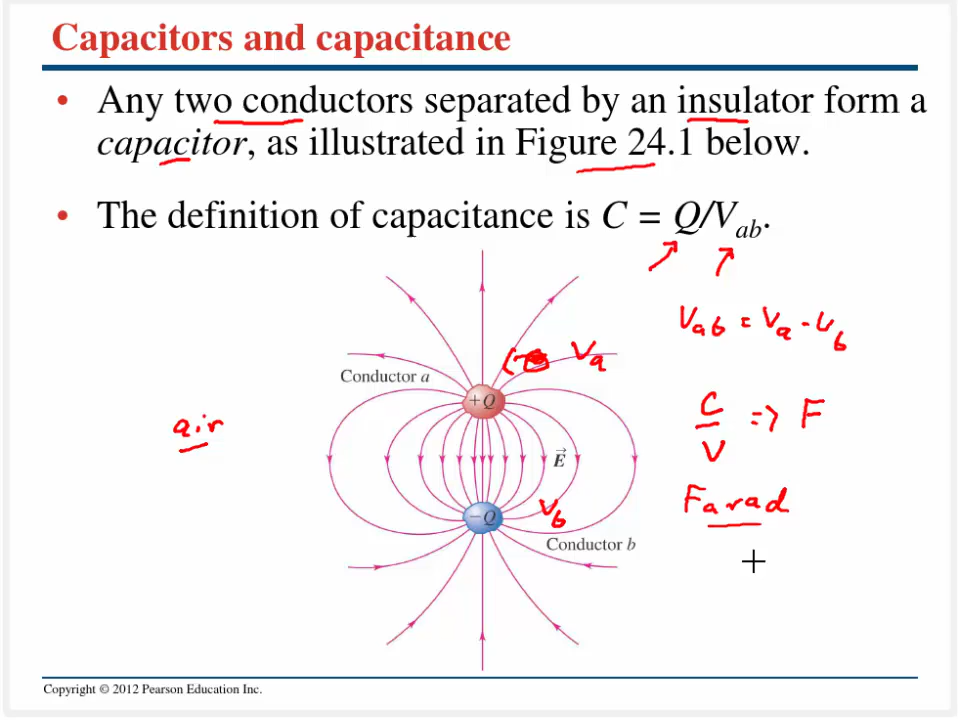 Capacitors and capacitance
• Any two conductors separated by an insulator form a
capacitor, as illustrated in Figure 24.1 below.
• The definition of capacitance is C = Q/Vab.
Vab = Va - Vb
Va
Conductor a
+Q
C/V => F
air
E
Farad
-Q
Vb
Conductor b
+
Copyright © 2012 Pearson Education Inc.